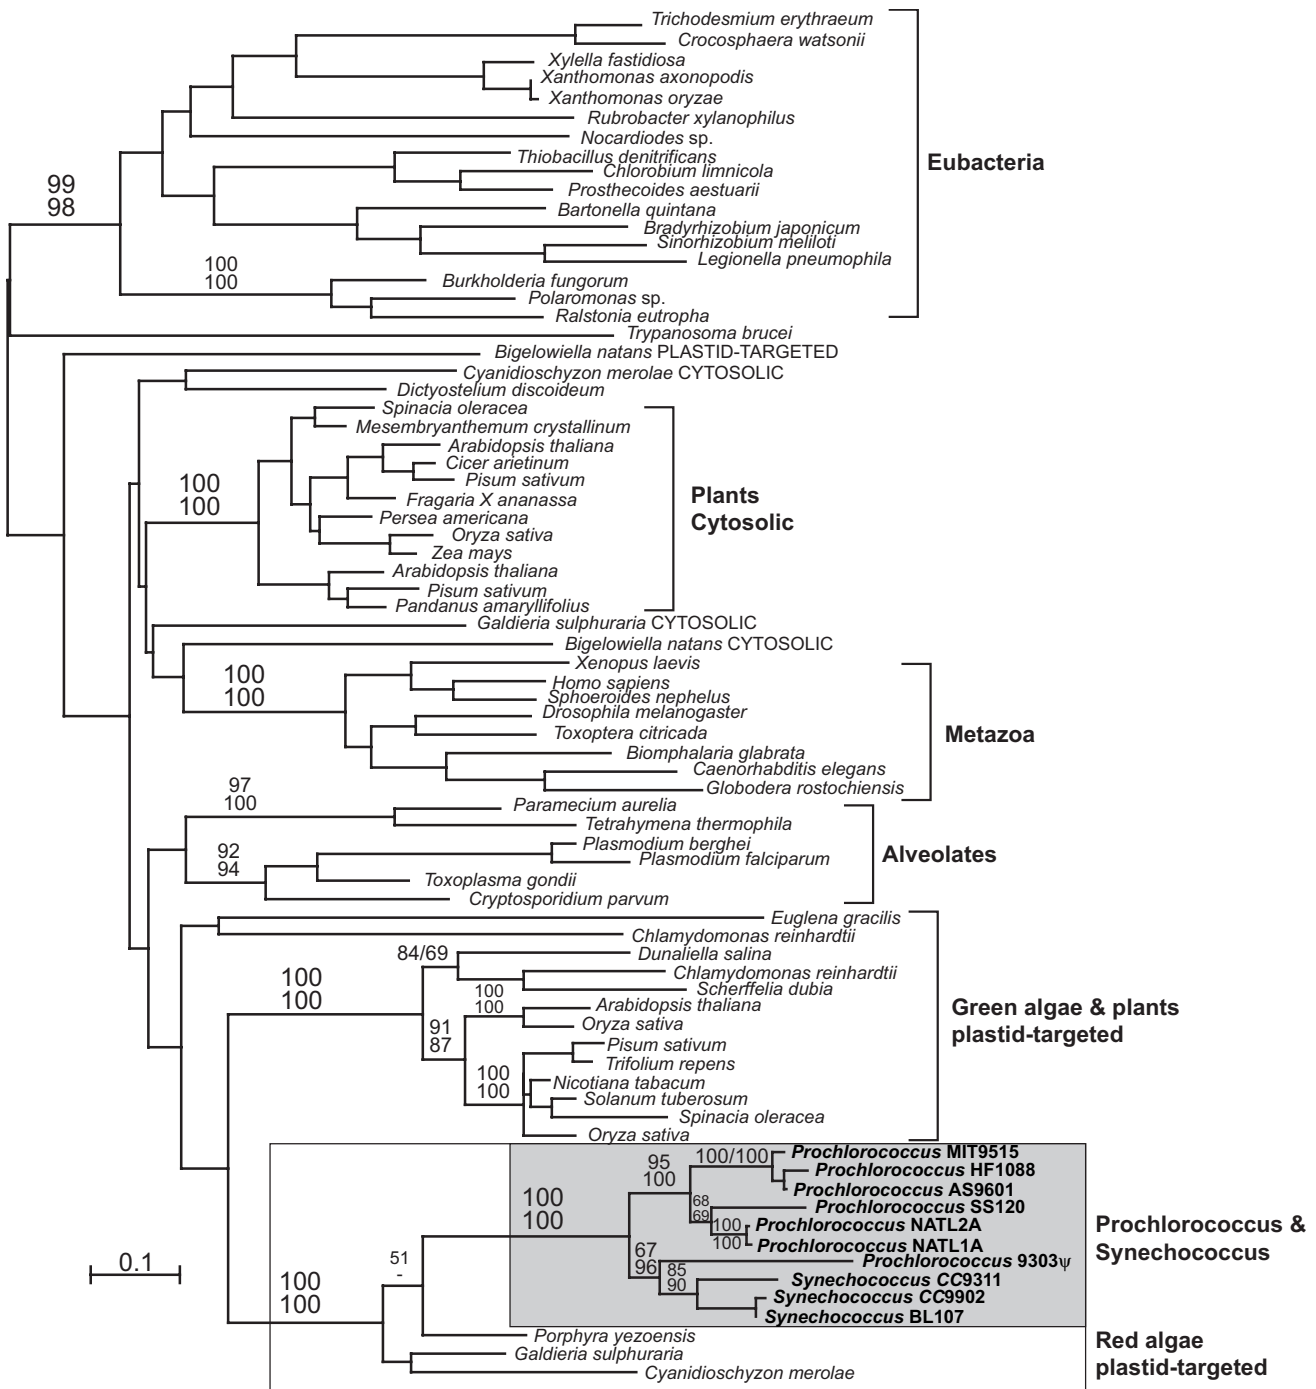 Trichodesmium erythraeum
Crocosphaera watsonii
Xylella fastidiosa
Xanthomonas axonopodis
Xanthomonas oryzae
Rubrobacter xylanophilus
Nocardiodes sp.
Thiobacillus denitrificans
Chlorobium limnicola
Prosthecoides aestuarii
Bartonella quintana
Bradyrhizobium japonicum
Sinorhizobium meliloti
Legionella pneumophila
Burkholderia fungorum
Polaromonas sp.
Ralstonia eutropha
Eubacteria
99
98
100
100
Trypanosoma brucei
Bigelowiella natans PLASTID-TARGETED
Cyanidioschyzon merolae CYTOSOLIC
Dictyostelium discoideum
Spinacia oleracea
Mesembryanthemum crystallinum
Arabidopsis thaliana
Cicer arietinum
Pisum sativum
Fragaria X ananassa
Persea americana
Oryza sativa
Zea mays
Arabidopsis thaliana
Pisum sativum
Pandanus amaryllifolius
100
100
Plants
Cytosolic
Galdieria sulphuraria CYTOSOLIC
Bigelowiella natans CYTOSOLIC
Xenopus laevis
Homo sapiens
Sphoeroides nephelus
Drosophila melanogaster
Toxoptera citricada
Biomphalaria glabrata
Caenorhabditis elegans
Globodera rostochiensis
100
100
Metazoa
97
100
Paramecium aurelia
Tetrahymena thermophila
Plasmodium berghei
Plasmodium falciparum
Toxoplasma gondii
Cryptosporidium parvum
92
94
Alveolates
Euglena gracilis
Chlamydomonas reinhardtii
Dunaliella salina
Chlamydomonas reinhardtii
Scherffelia dubia
Arabidopsis thaliana
Oryza sativa
Pisum sativum
Trifolium repens
Nicotiana tabacum
Solanum tuberosum
Spinacia oleracea
Oryza sativa
84/69
100
100
100
100
91
87
100
100
Green algae & plants
plastid-targeted
Prochlorococcus MIT9515
Prochlorococcus HF1088
Prochlorococcus AS9601
Prochlorococcus SS120
Prochlorococcus NATL2A
Prochlorococcus NATL1A
Prochlorococcus 9303ψ
Synechococcus CC9311
Synechococcus CC9902
Synechococcus BL107
100/100
95
100
68
69
100
100
100
100
67
96
85
90
Prochlorococcus &
Synechococcus
0.1
51
-
100
100
Porphyra yezoensis
Galdieria sulphuraria
Cyanidioschyzon merolae
Red algae
plastid-targeted